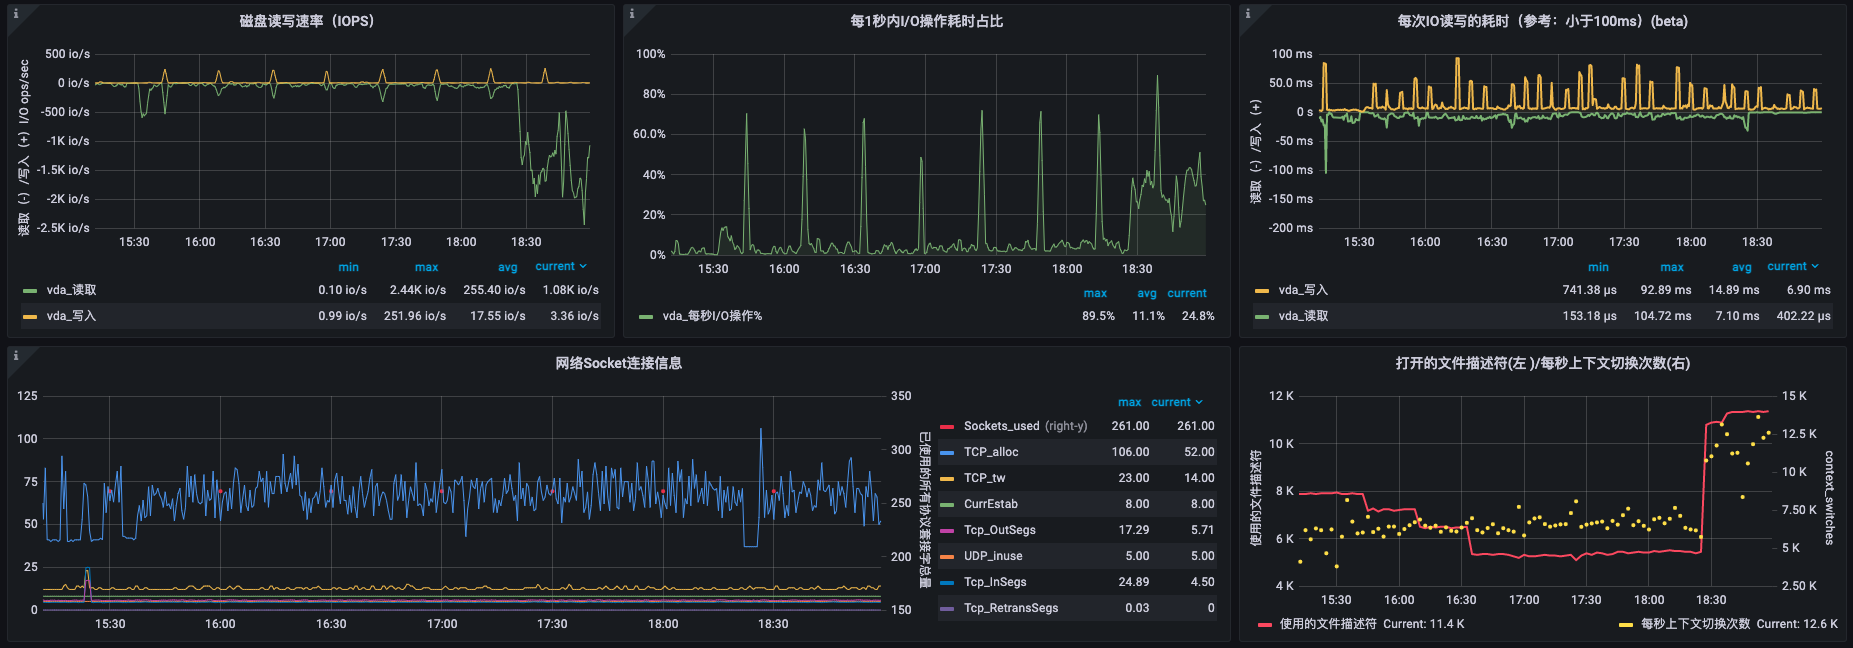 磁盘读写速率（IOPS）
读取（-）/写入（+）I/O ops/sec
500 io/s
0 io/s
-500 io/s
-1K io/s
-1.5K io/s
-2K io/s
-2.5K io/s
15:30 16:00 16:30 17:00 17:30 18:00 18:30
min max avg current
vda_读取 0.10 io/s 2.44K io/s 255.40 io/s 1.08K io/s
vda_写入 0.99 io/s 251.96 io/s 17.55 io/s 3.36 io/s
每1秒内I/O操作耗时占比
100%
80%
60.0%
40%
20%
0%
15:30 16:00 16:30 17:00 17:30 18:00 18:30
max avg current
vda_每秒I/O操作% 89.5% 11.1% 24.8%
每次IO读写的耗时（参考：小于100ms）(beta)
读取（-）/写入（+）
100 ms
50.0 ms
0 s
-50 ms
-100 ms
-150 ms
-200 ms
15:30 16:00 16:30 17:00 17:30 18:00 18:30
min max avg current
vda_写入 741.38 µs 92.89 ms 14.89 ms 6.90 ms
vda_读取 153.18 µs 104.72 ms 7.10 ms 402.22 µs
网络Socket连接信息
125
100
75
50
25
0
350
300
250
200
150
已使用的所有协议套接字总量
15:30 16:00 16:30 17:00 17:30 18:00 18:30
max current
Sockets_used (right-y) 261.00 261.00
TCP_alloc 106.00 52.00
TCP_tw 23.00 14.00
CurrEstab 8.00 8.00
Tcp_OutSegs 17.29 5.71
UDP_inuse 5.00 5.00
Tcp_InSegs 24.89 4.50
Tcp_RetransSegs 0.03 0
打开的文件描述符(左 )/每秒上下文切换次数(右)
使用的文件描述符
12 K
10 K
8 K
6 K
4 K
15 K
12.5 K
10 K
7.50 K
5 K
2.50 K
context_switches
15:30 16:00 16:30 17:00 17:30 18:00 18:30
使用的文件描述符 Current: 11.4 K
每秒上下文切换次数 Current: 12.6 K